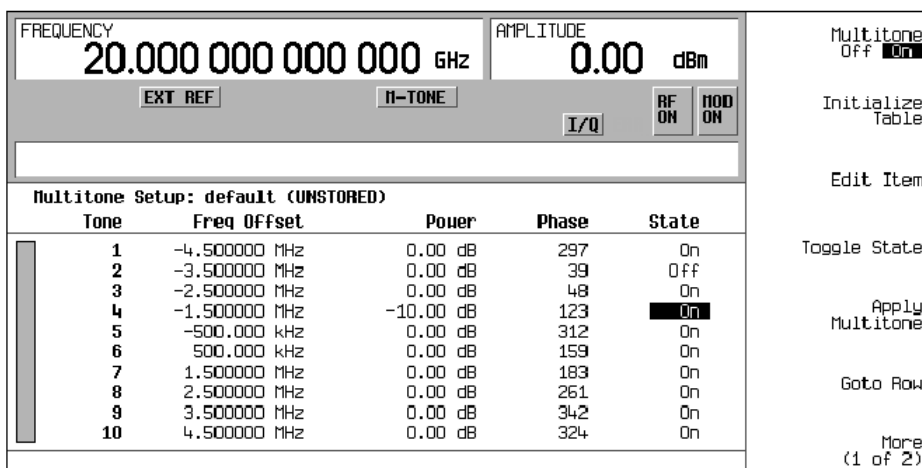 FREQUENCY
20.000 000 000 000 GHz
AMPLITUDE
0.00 dBm
EXT REF
M-TONE
I/Q
RF ON
MOD ON
Multitone Setup: default (UNSTORED)
Tone Freq Offset Power Phase State
1 -4.500000 MHz 0.00 dB 297 On
2 -3.500000 MHz 0.00 dB 39 Off
3 -2.500000 MHz 0.00 dB 48 On
4 -1.500000 MHz -10.00 dB 123 On
5 -500.000 kHz 0.00 dB 312 On
6 500.000 kHz 0.00 dB 159 On
7 1.500000 MHz 0.00 dB 183 On
8 2.500000 MHz 0.00 dB 261 On
9 3.500000 MHz 0.00 dB 342 On
10 4.500000 MHz 0.00 dB 324 On
Multitone
Off On
Initialize
Table
Edit Item
Toggle State
Apply
Multitone
Goto Row
More
(1 of 2)